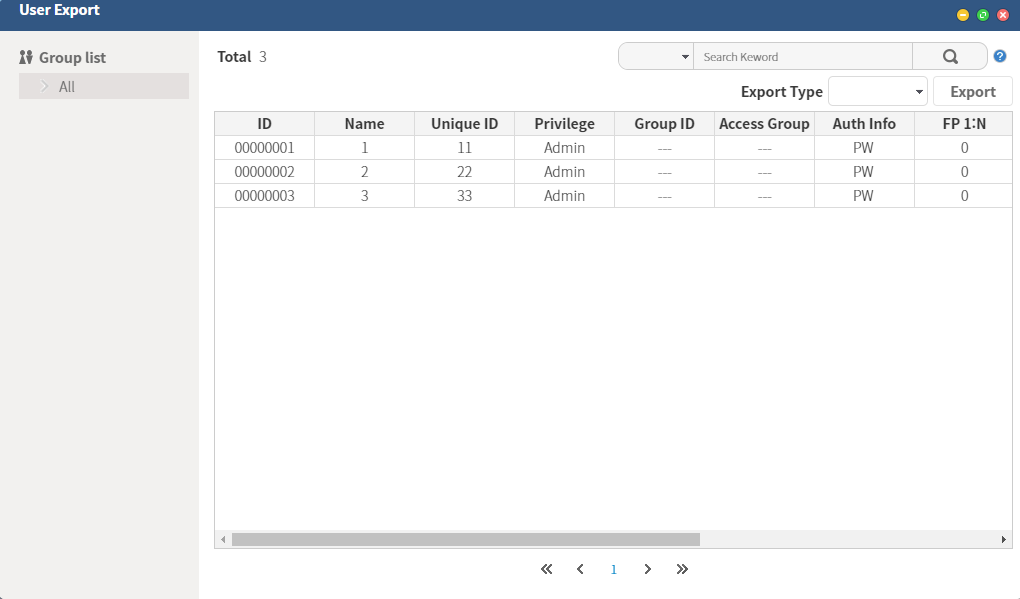 User Export
Group list
All
Total 3
Search Keword
Export Type
Export
ID Name Unique ID Privilege Group ID Access Group Auth Info FP 1:N
00000001 1 11 Admin --- --- PW 0
00000002 2 22 Admin --- --- PW 0
00000003 3 33 Admin --- --- PW 0
1